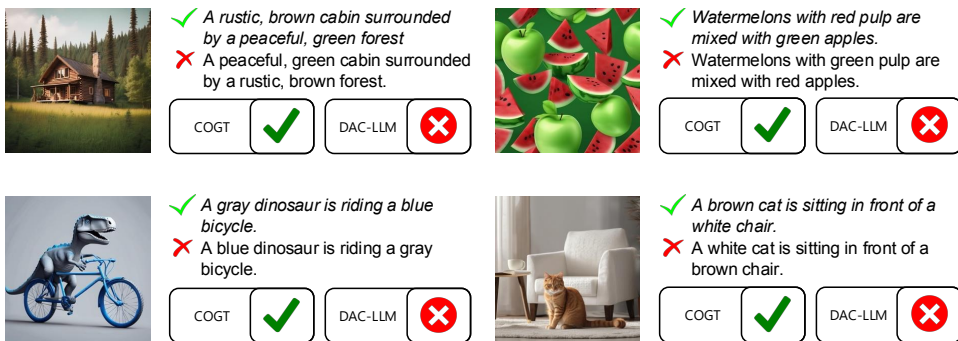 A rustic, brown cabin surrounded
by a peaceful, green forest
A peaceful, green cabin surrounded
by a rustic, brown forest.
COGT
DAC-LLM
Watermelons with red pulp are
mixed with green apples.
Watermelons with green pulp are
mixed with red apples.
COGT
DAC-LLM
A gray dinosaur is riding a blue
bicycle.
A blue dinosaur is riding a gray
bicycle.
COGT
DAC-LLM
A brown cat is sitting in front of a
white chair.
A white cat is sitting in front of a
brown chair.
COGT
DAC-LLM